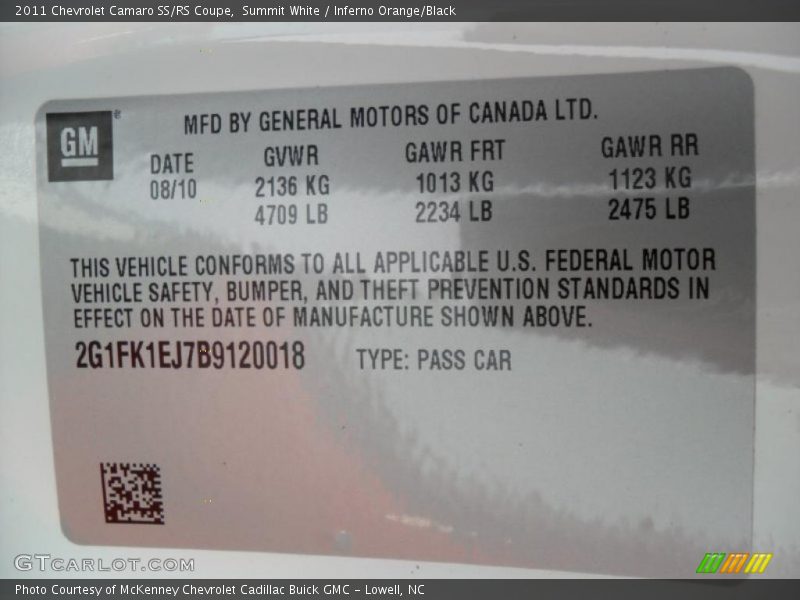 2011 Chevrolet Camaro SS/RS Coupe,  Summit White / Inferno Orange/Black
GM®
MFD BY GENERAL MOTORS OF CANADA LTD.
DATE GVWR GAWR FRT GAWR RR
08/10 2136 KG 1013 KG 1123 KG
4709 LB 2234 LB 2475 LB
THIS VEHICLE CONFORMS TO ALL APPLICABLE U.S. FEDERAL MOTOR
VEHICLE SAFETY, BUMPER, AND THEFT PREVENTION STANDARDS IN
EFFECT ON THE DATE OF MANUFACTURE SHOWN ABOVE.
2G1FK1EJ7B9120018 TYPE: PASS CAR
GTcarlot.com
Photo Courtesy of McKenney Chevrolet Cadillac Buick GMC - Lowell, NC